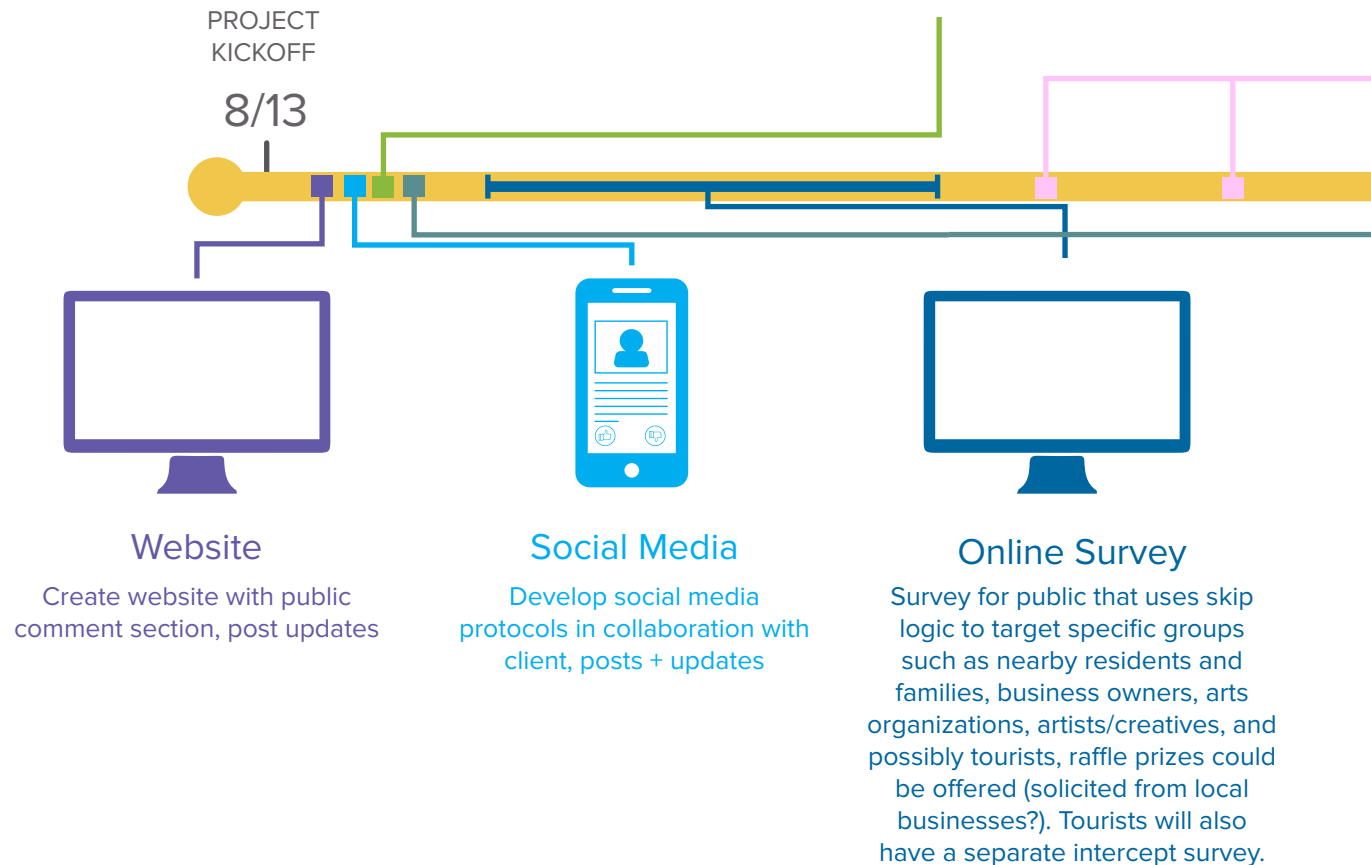 PROJECT
KICKOFF
8/13
Website
Create website with public
comment section, post updates
Social Media
Develop social media
protocols in collaboration with
client, posts + updates
Online Survey
Survey for public that uses skip
logic to target specific groups
such as nearby residents and
families, business owners, arts
organizations, artists/creatives, and
possibly tourists, raffle prizes could
be offered (solicited from local
businesses?). Tourists will also
have a separate intercept survey.